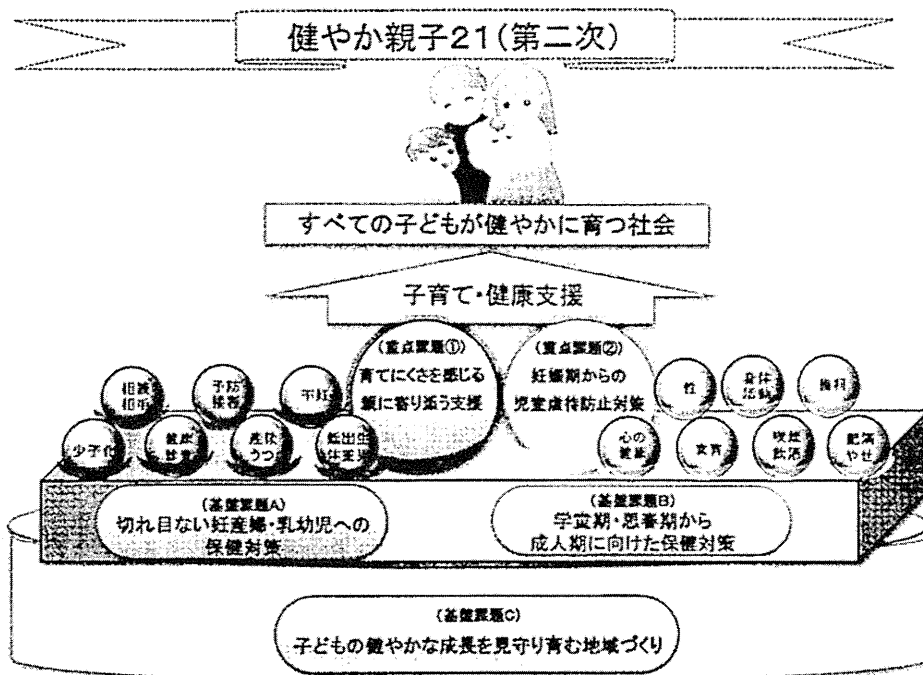 健やか親子21(第二次)
すべての子どもが健やかに育つ社会
子育て・健康支援
(重点課題①)
育てにくさを感じる
親に寄り添う支援
(重点課題②)
妊娠期からの
児童虐待防止対策
相談
相手
予防
接種
不妊
少子化
健康
診査
産後
うつ
低出生
体重児
性
身体
活動
歯科
心の
健康
食育
喫煙
飲酒
肥満
やせ
(基盤課題A)
切れ目ない妊産婦・乳幼児への
保健対策
(基盤課題B)
学童期・思春期から
成人期に向けた保健対策
(基盤課題C)
子どもの健やかな成長を見守り育む地域づくり